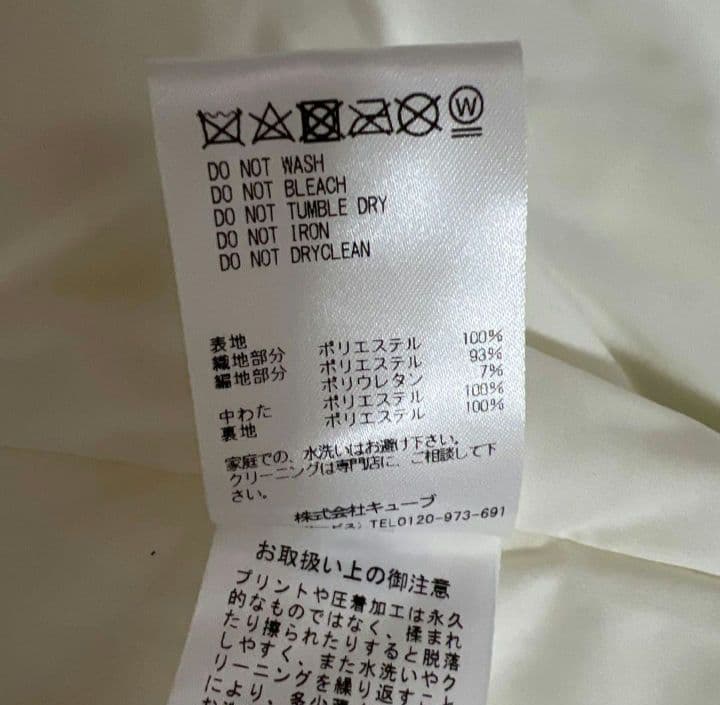 W
DO NOT WASH
DO NOT BLEACH
DO NOT TUMBLE DRY
DO NOT IRON
DO NOT DRYCLEAN
表地
織地部分 ポリエステル 100%
編地部分 ポリエステル 93%
ポリウレタン 7%
中わた ポリエステル 100%
裏地 ポリエステル 100%
家庭での、水洗いはお避け下さい。
クリーニングは専門店に、ご相談して下
さい。
株式会社キューブ
ービス) TEL0120-973-691
お取扱い上の御注意
プリントや圧着加工は永久
的なものではなく、揉まれ
たり擦られたりすると脱落
しやすく、また水洗いやク
リーニングを繰り返すこと
により、多少